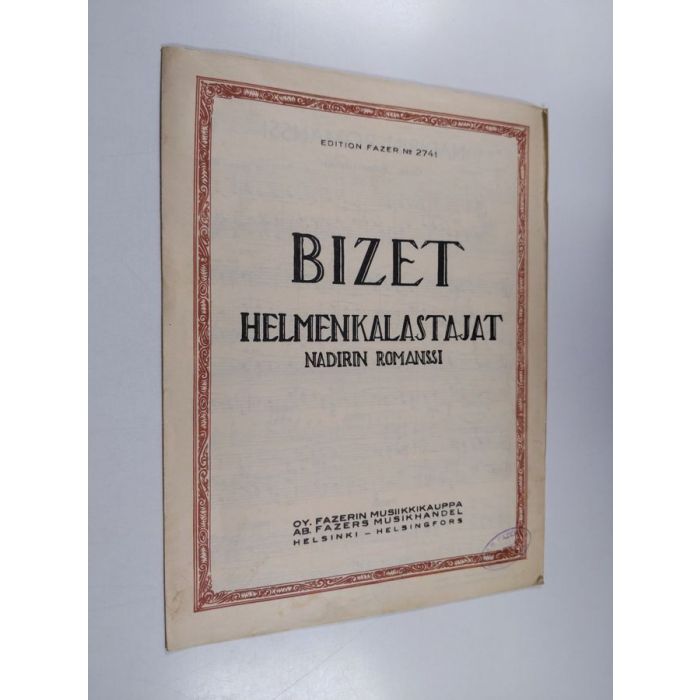 EDITION FAZER № 2741
BIZET
HELMENKALASTAJAT
NADIRIN ROMANSSI
OY. FAZERIN MUSIIKKIKAUPPA
AB. FAZERS MUSIKHANDEL
HELSINKI – HELSINGFORS